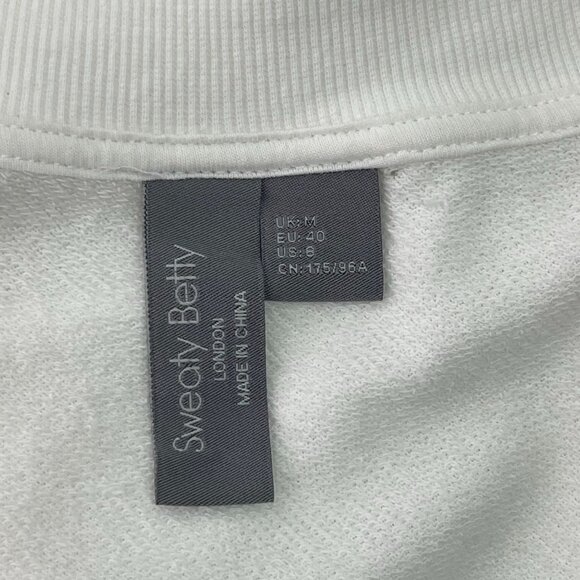 Sweaty Betty
LONDON
MADE IN CHINA
UK: M
EU: 40
US: 8
CN: 175/96A